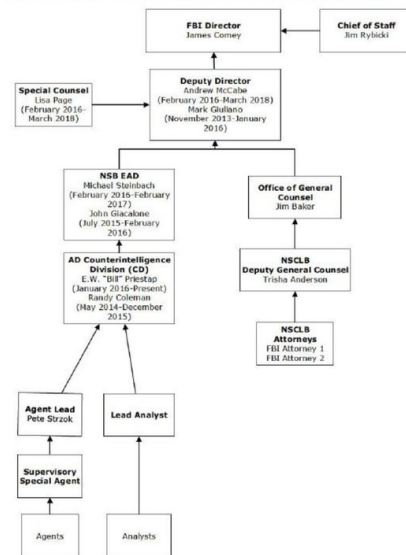 FBI Director
James Comey
Chief of Staff
Jim Rybicki
Deputy Director
Andrew McCabe
(February 2016-March 2018)
Mark Giuliano
(November 2013-January
2016)
Special Counsel
Lisa Page
(February 2016-
March 2018)
NSB EAD
Michael Steinbach
(February 2016-February
2017)
John Giacalone
(July 2015-February
2016)
Office of General
Counsel
Jim Baker
AD Counterintelligence
Division (CD)
E.W. "Bill" Priestap
(January 2016-Present)
Randy Coleman
(May 2014-December
2015)
NSCLB
Deputy General Counsel
Trisha Anderson
NSCLB
Attorneys
FBI Attorney 1
FBI Attorney 2
Agent Lead
Pete Strzok
Lead Analyst
Supervisory
Special Agent
Agents
Analysts